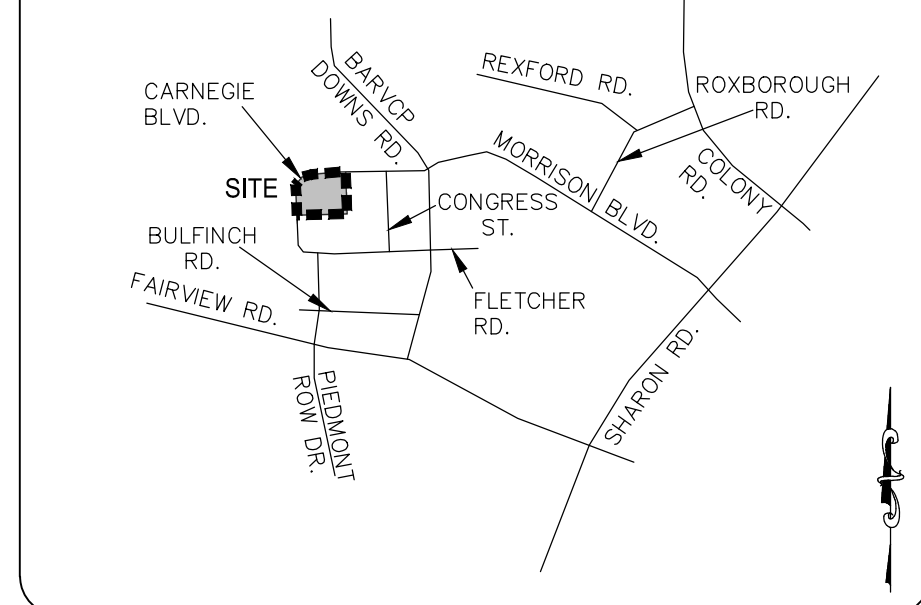 BARVCP
DOWNS RD.
REXFORD RD.
ROXBOROUGH
RD.
CARNEGIE
BLVD.
MORRISON BLVD.
COLONY
RD.
SITE
CONGRESS
ST.
BULFINCH
RD.
FAIRVIEW RD.
FLETCHER
RD.
SHARON RD.
PIEDMONT
ROW DR.